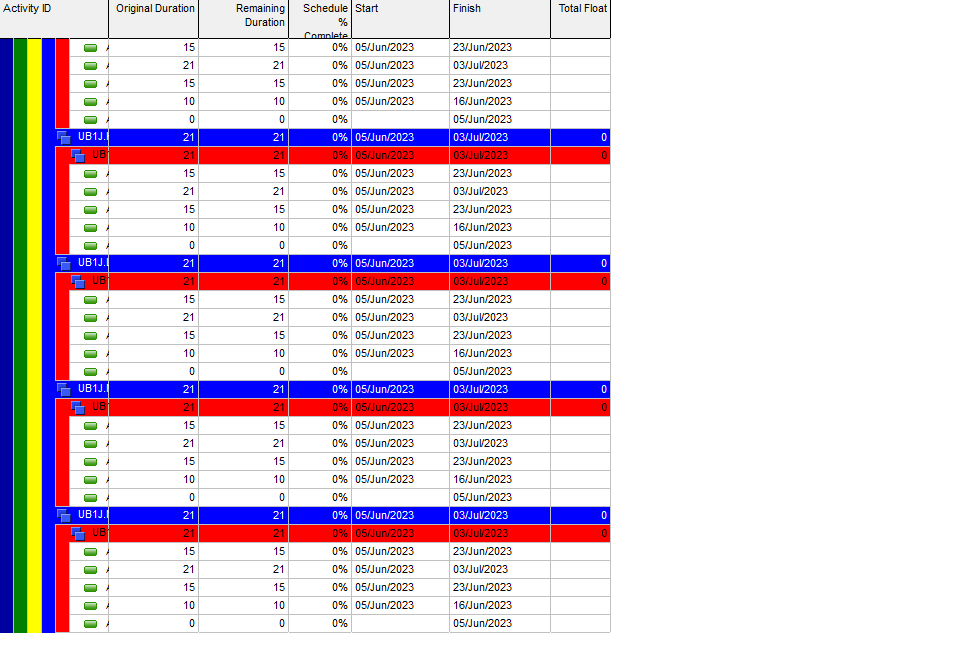 Activity ID Original Duration Remaining Duration Schedule % Complete Start Finish Total Float
15 15 0% 05/Jun/2023 23/Jun/2023
21 21 0% 05/Jun/2023 03/Jul/2023
15 15 0% 05/Jun/2023 23/Jun/2023
10 10 0% 05/Jun/2023 16/Jun/2023
0 0 0% 05/Jun/2023
UB1J. 21 21 0% 05/Jun/2023 03/Jul/2023 0
UB 21 21 0% 05/Jun/2023 03/Jul/2023 0
15 15 0% 05/Jun/2023 23/Jun/2023
21 21 0% 05/Jun/2023 03/Jul/2023
15 15 0% 05/Jun/2023 23/Jun/2023
10 10 0% 05/Jun/2023 16/Jun/2023
0 0 0% 05/Jun/2023
UB1J. 21 21 0% 05/Jun/2023 03/Jul/2023 0
UB 21 21 0% 05/Jun/2023 03/Jul/2023 0
15 15 0% 05/Jun/2023 23/Jun/2023
21 21 0% 05/Jun/2023 03/Jul/2023
15 15 0% 05/Jun/2023 23/Jun/2023
10 10 0% 05/Jun/2023 16/Jun/2023
0 0 0% 05/Jun/2023
UB1J. 21 21 0% 05/Jun/2023 03/Jul/2023 0
UB 21 21 0% 05/Jun/2023 03/Jul/2023 0
15 15 0% 05/Jun/2023 23/Jun/2023
21 21 0% 05/Jun/2023 03/Jul/2023
15 15 0% 05/Jun/2023 23/Jun/2023
10 10 0% 05/Jun/2023 16/Jun/2023
0 0 0% 05/Jun/2023
UB1J. 21 21 0% 05/Jun/2023 03/Jul/2023 0
UB 21 21 0% 05/Jun/2023 03/Jul/2023 0
15 15 0% 05/Jun/2023 23/Jun/2023
21 21 0% 05/Jun/2023 03/Jul/2023
15 15 0% 05/Jun/2023 23/Jun/2023
10 10 0% 05/Jun/2023 16/Jun/2023
0 0 0% 05/Jun/2023